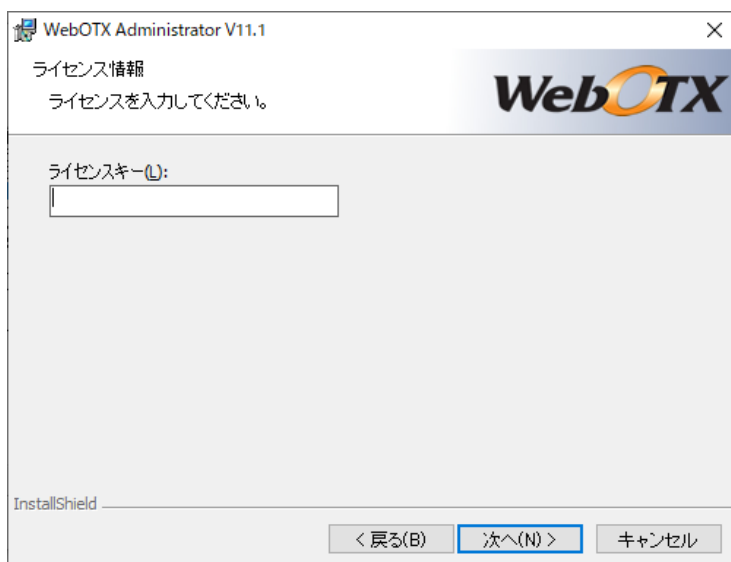 WebOTX Administrator V11.1
ライセンス情報
ライセンスを入力してください。
WebOTX
ライセンスキー(L):
InstallShield
< 戻る(B)
次へ(N) >
キャンセル